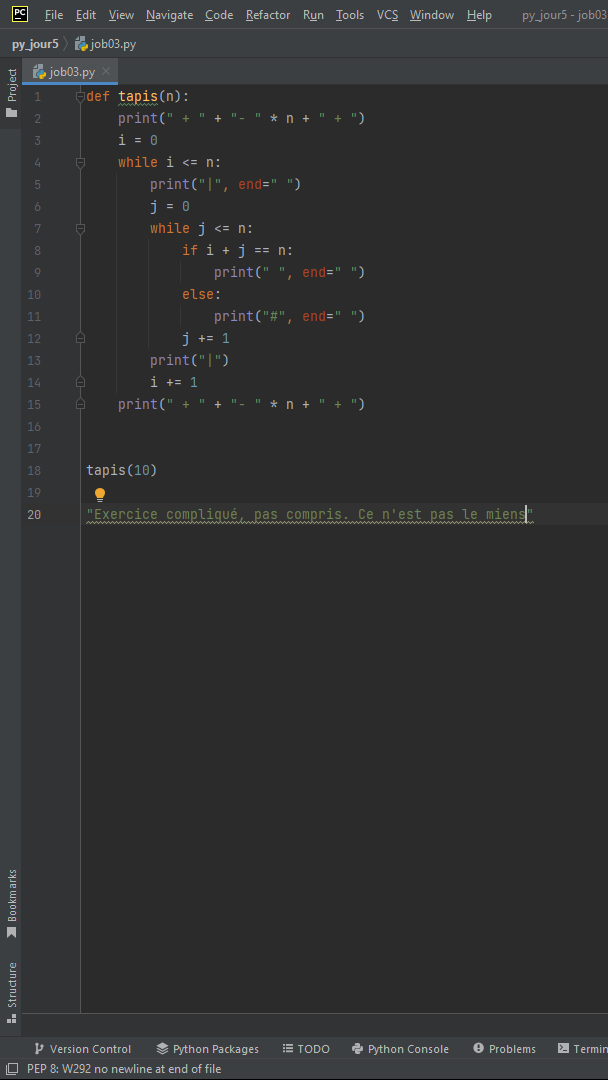 PC File Edit View Navigate Code Refactor Run Tools VCS Window Help py_jour5 - job03
py_jour5 job03.py
Project
job03.py
1 def tapis(n):
2 print(" + " + "- " * n + " + ")
3 i = 0
4 while i <= n:
5 print("|", end=" ")
6 j = 0
7 while j <= n:
8 if i + j == n:
9 print(" ", end=" ")
10 else:
11 print("#", end=" ")
12 j += 1
13 print("|")
14 i += 1
15 print(" + " + "- " * n + " + ")
16
17
18 tapis(10)
19
20 "Exercice compliqué, pas compris. Ce n'est pas le miens"
Bookmarks
Structure
Version Control Python Packages TODO Python Console Problems Termin
PEP 8: W292 no newline at end of file